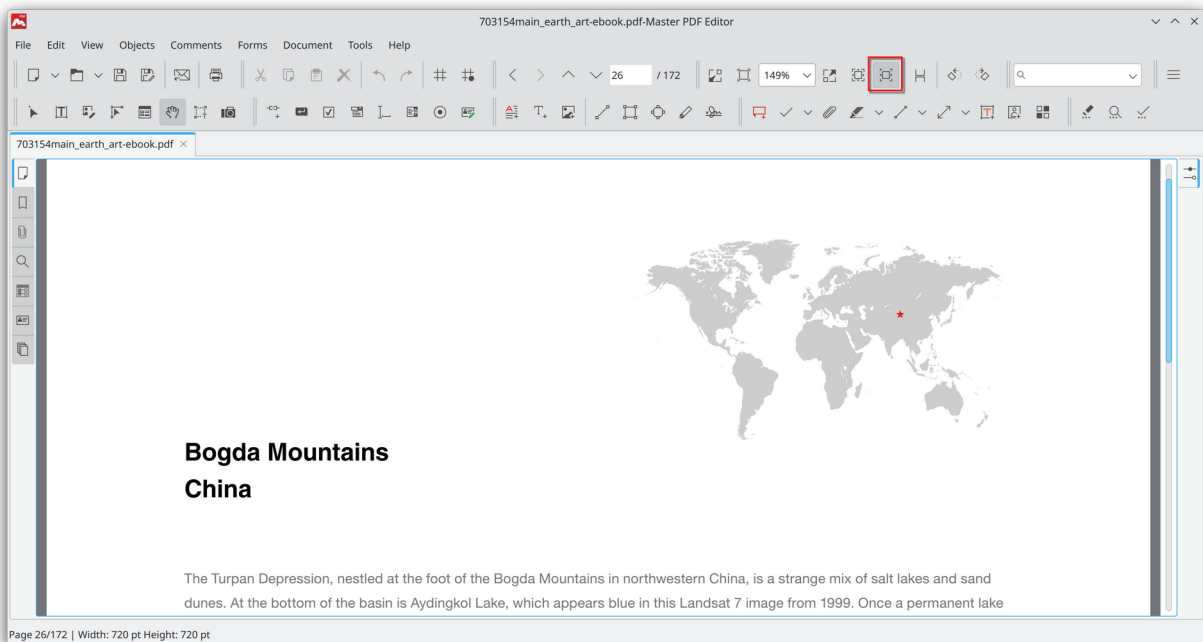 703154main_earth_art-ebook.pdf-Master PDF Editor
File Edit View Objects Comments Forms Document Tools Help
26 / 172 149%
703154main_earth_art-ebook.pdf
Bogda Mountains
China
The Turpan Depression, nestled at the foot of the Bogda Mountains in northwestern China, is a strange mix of salt lakes and sand
dunes. At the bottom of the basin is Aydingkol Lake, which appears blue in this Landsat 7 image from 1999. Once a permanent lake
Page 26/172 | Width: 720 pt Height: 720 pt